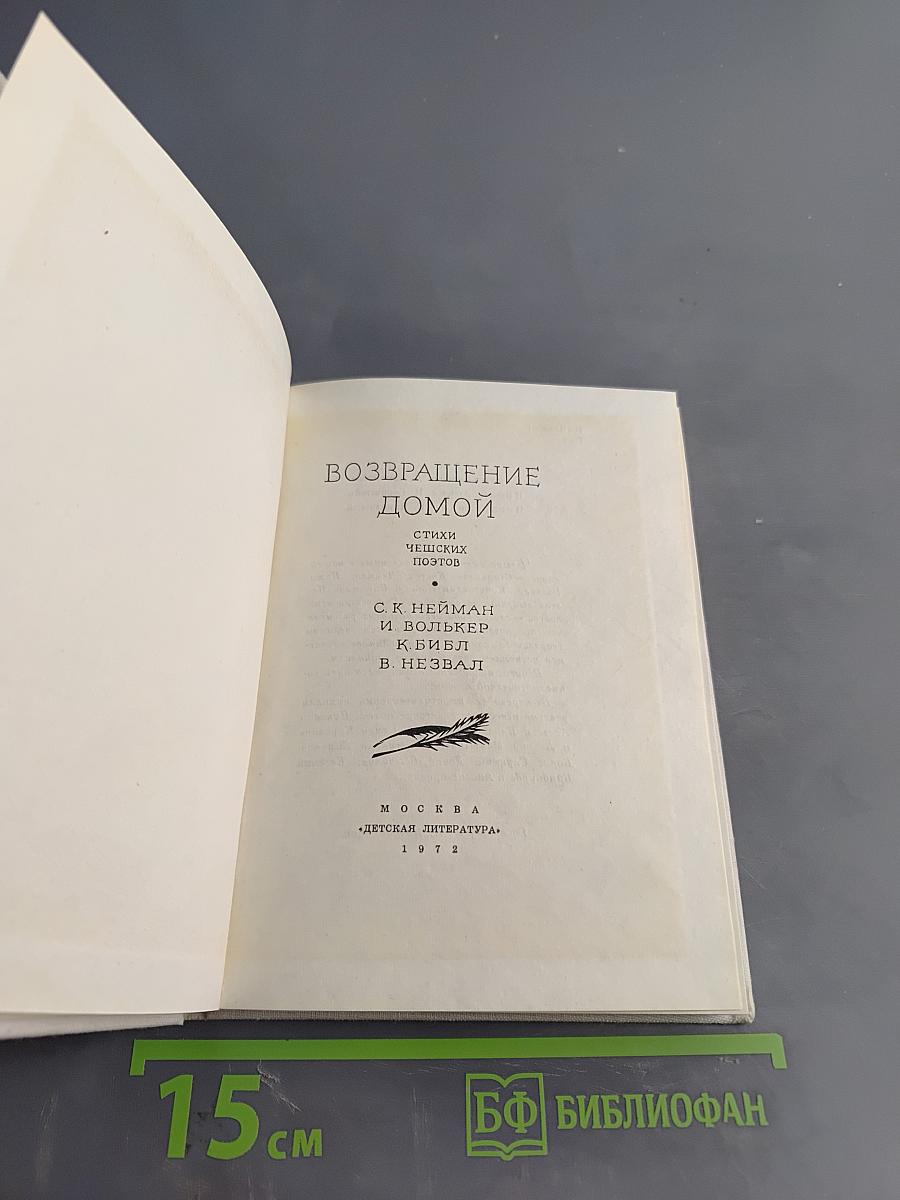 ВОЗВРАЩЕНИЕ
ДОМОЙ
СТИХИ
ЧЕШСКИХ
ПОЭТОВ
С. К. НЕЙМАН
И. ВОЛЬКЕР
К. БИБЛ
В. НЕЗВАЛ
МОСКВА
«ДЕТСКАЯ ЛИТЕРАТУРА»
1972
15 см
БФ БИБЛИОФАН